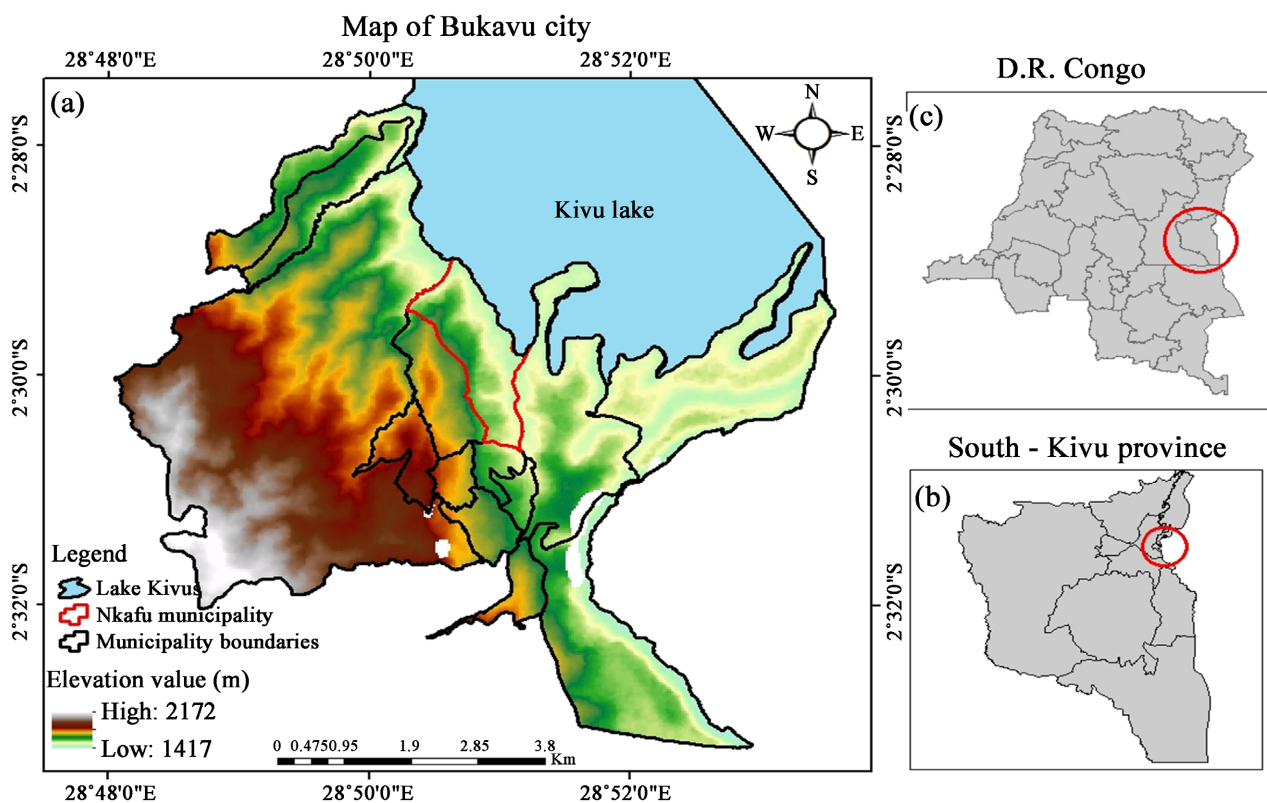 Map of Bukavu city
28°48'0"E 28°50'0"E 28°52'0"E
(a)
N
W E
S
2°28'0"S
2°30'0"S
2°32'0"S
Kivu lake
2°28'0"S
2°30'0"S
2°32'0"S
Legend
Lake Kivus
Nkafu municipality
Municipality boundaries
Elevation value (m)
High: 2172
Low: 1417
0 0.4750.95 1.9 2.85 3.8
Km
28°48'0"E 28°50'0"E 28°52'0"E
D.R. Congo
(c)
South - Kivu province
(b)